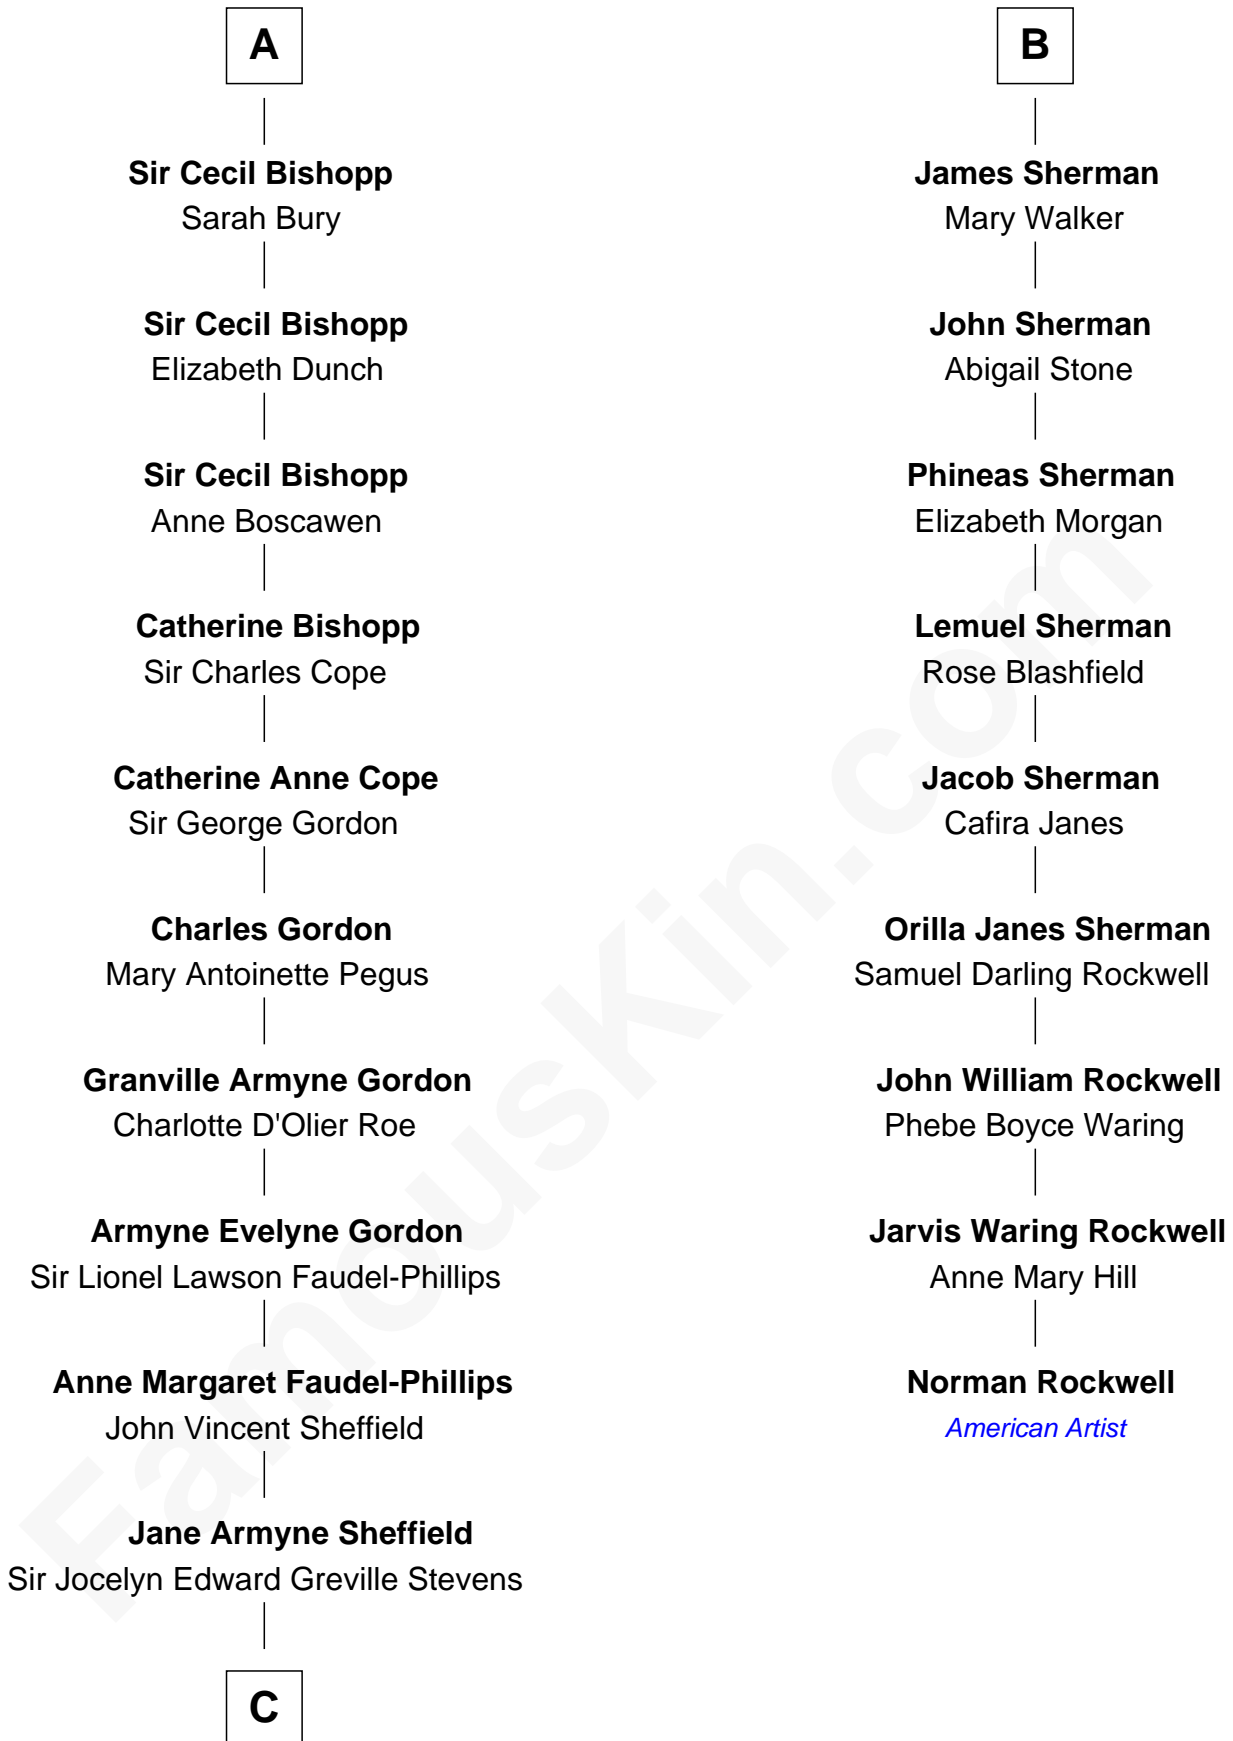 A
Sir Cecil Bishopp
Sarah Bury
Sir Cecil Bishopp
Elizabeth Dunch
Sir Cecil Bishopp
Anne Boscawen
Catherine Bishopp
Sir Charles Cope
Catherine Anne Cope
Sir George Gordon
Charles Gordon
Mary Antoinette Pegus
Granville Armyne Gordon
Charlotte D'Olier Roe
Armyne Evelyne Gordon
Sir Lionel Lawson Faudel-Phillips
Anne Margaret Faudel-Phillips
John Vincent Sheffield
Jane Armyne Sheffield
Sir Jocelyn Edward Greville Stevens
C
B
James Sherman
Mary Walker
John Sherman
Abigail Stone
Phineas Sherman
Elizabeth Morgan
Lemuel Sherman
Rose Blashfield
Jacob Sherman
Cafira Janes
Orilla Janes Sherman
Samuel Darling Rockwell
John William Rockwell
Phebe Boyce Waring
Jarvis Waring Rockwell
Anne Mary Hill
Norman Rockwell
American Artist
FamousKin.com